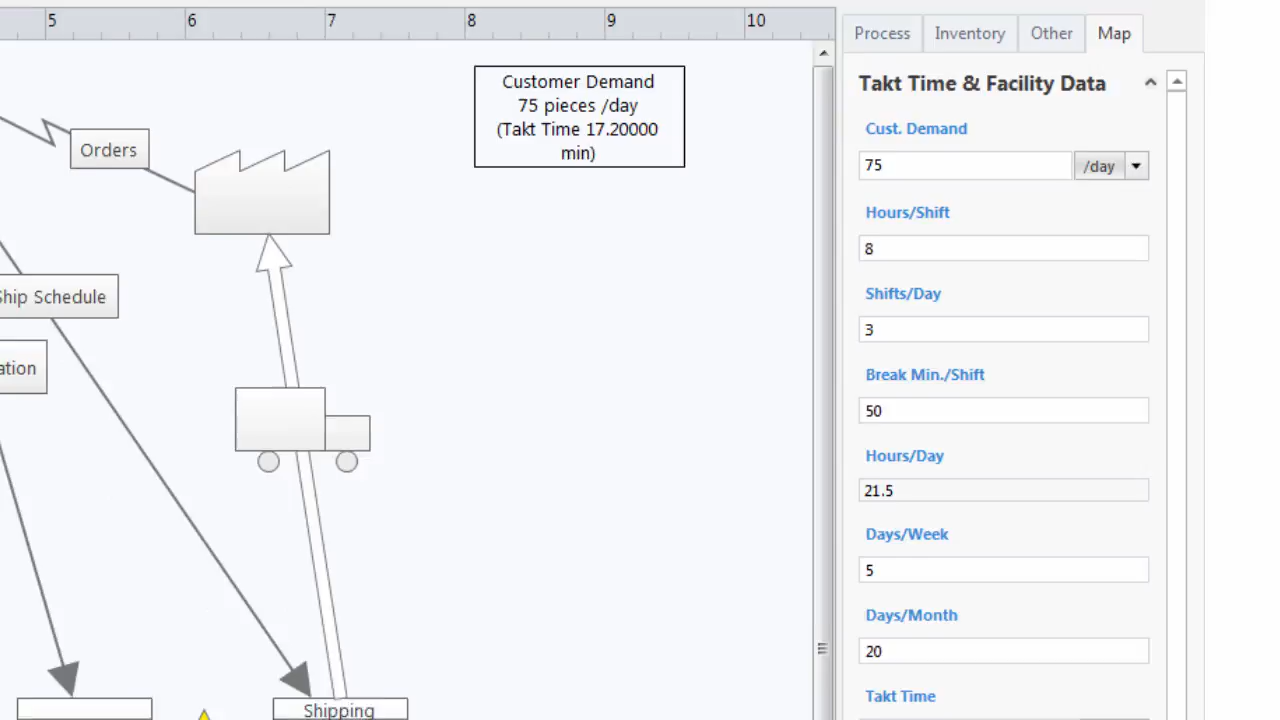 5 6 7 8 9 10
Process Inventory Other Map
Customer Demand
75 pieces /day
(Takt Time 17.20000
min)
Orders
Ship Schedule
ation
Shipping
Takt Time & Facility Data
Cust. Demand
75 /day
Hours/Shift
8
Shifts/Day
3
Break Min./Shift
50
Hours/Day
21.5
Days/Week
5
Days/Month
20
Takt Time